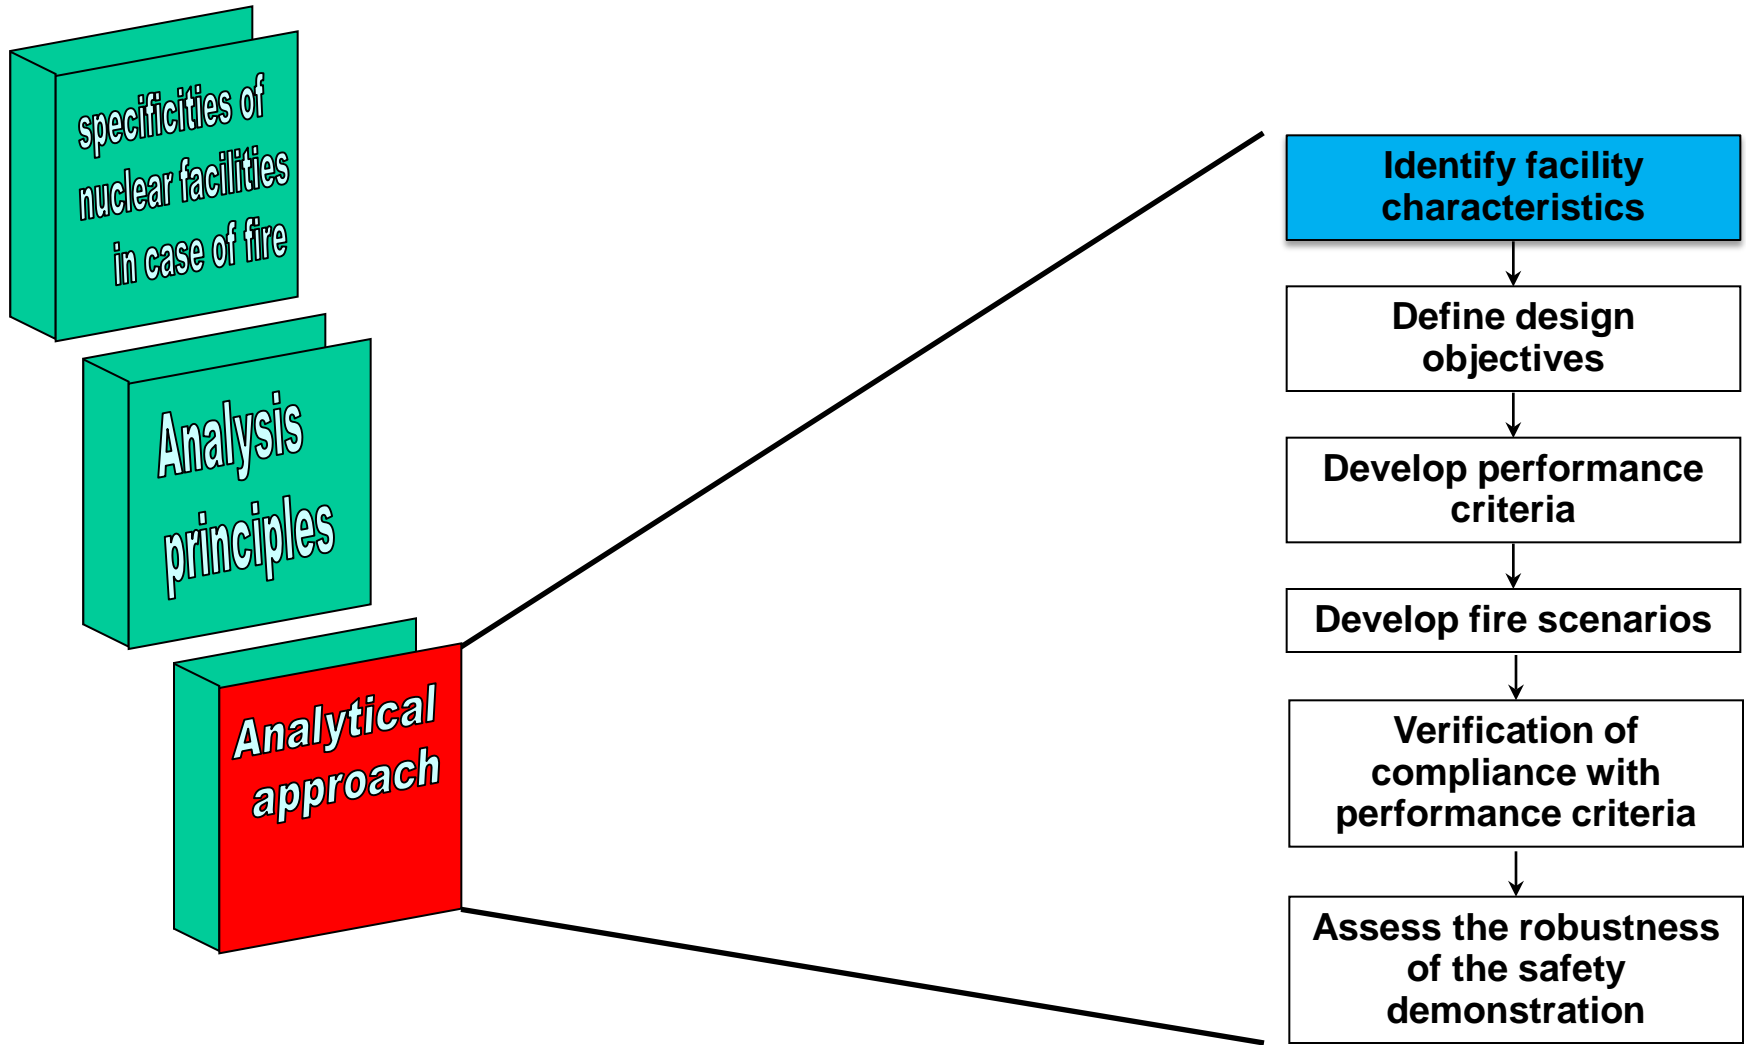 specificities of
nuclear facilities
in case of fire
Analysis
principles
Analytical
approach
Identify facility
characteristics
Define design
objectives
Develop performance
criteria
Develop fire scenarios
Verification of
compliance with
performance criteria
Assess the robustness
of the safety
demonstration